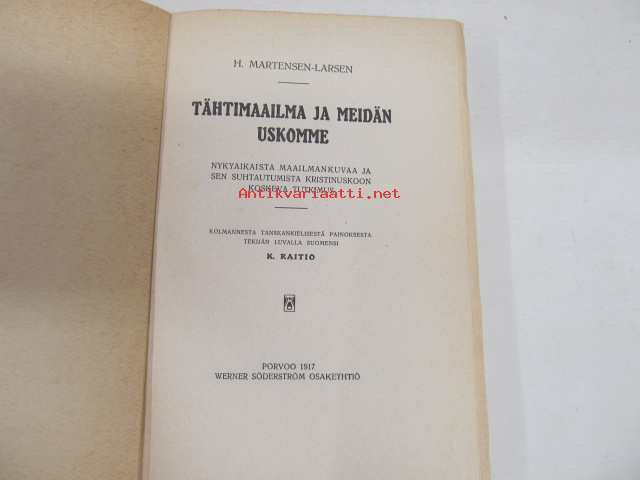 H. MARTENSEN-LARSEN
TÄHTIMAAILMA JA MEIDÄN
USKOMME
NYKYAIKAISTA MAAILMANKUVAA JA
SEN SUHTAUTUMISTA KRISTINUSKOON
KOSKEVA TUTKIMUS
Antikvariaatti.net
KOLMANNESTA TANSKANKIELISESTÄ PAINOKSESTA
TEKIJÄN LUVALLA SUOMENSI
K. RAITIO
PORVOO 1917
WERNER SÖDERSTRÖM OSAKEYHTIÖ